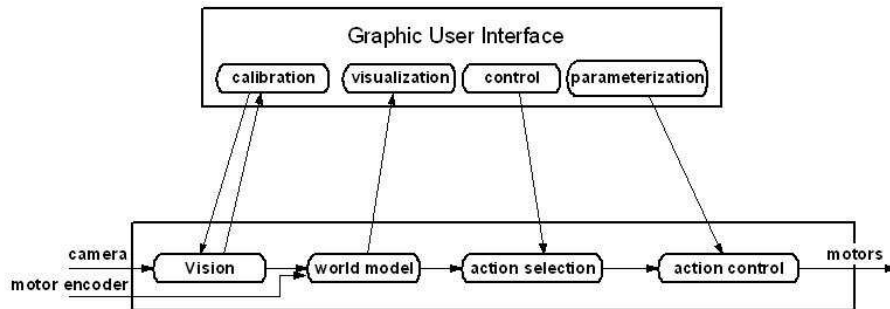 Graphic User Interface
calibration
visualization
control
parameterization
camera
motors
Vision
world model
action selection
action control
motor encoder